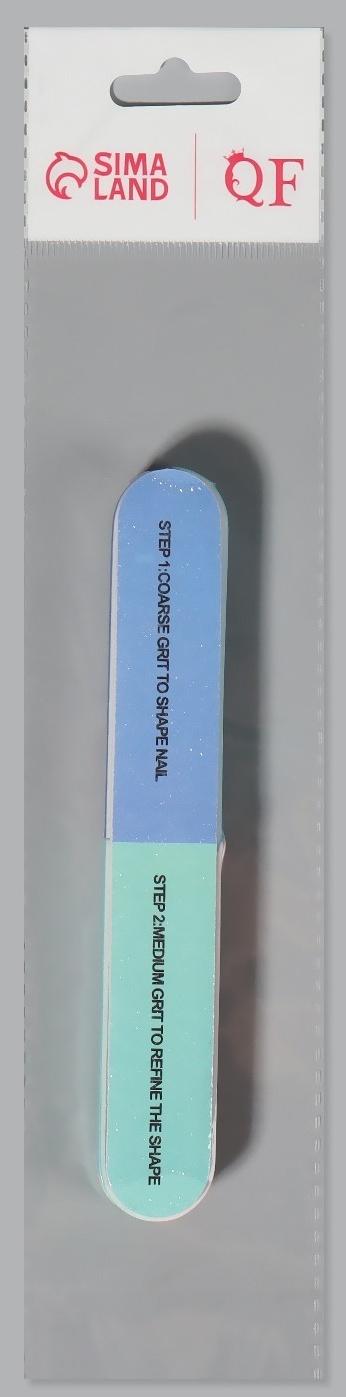 SIMA
LAND
QF
STEP 1:COARSE GRIT TO SHAPE NAIL
STEP 2:MEDIUM GRIT TO REFINE THE SHAPE